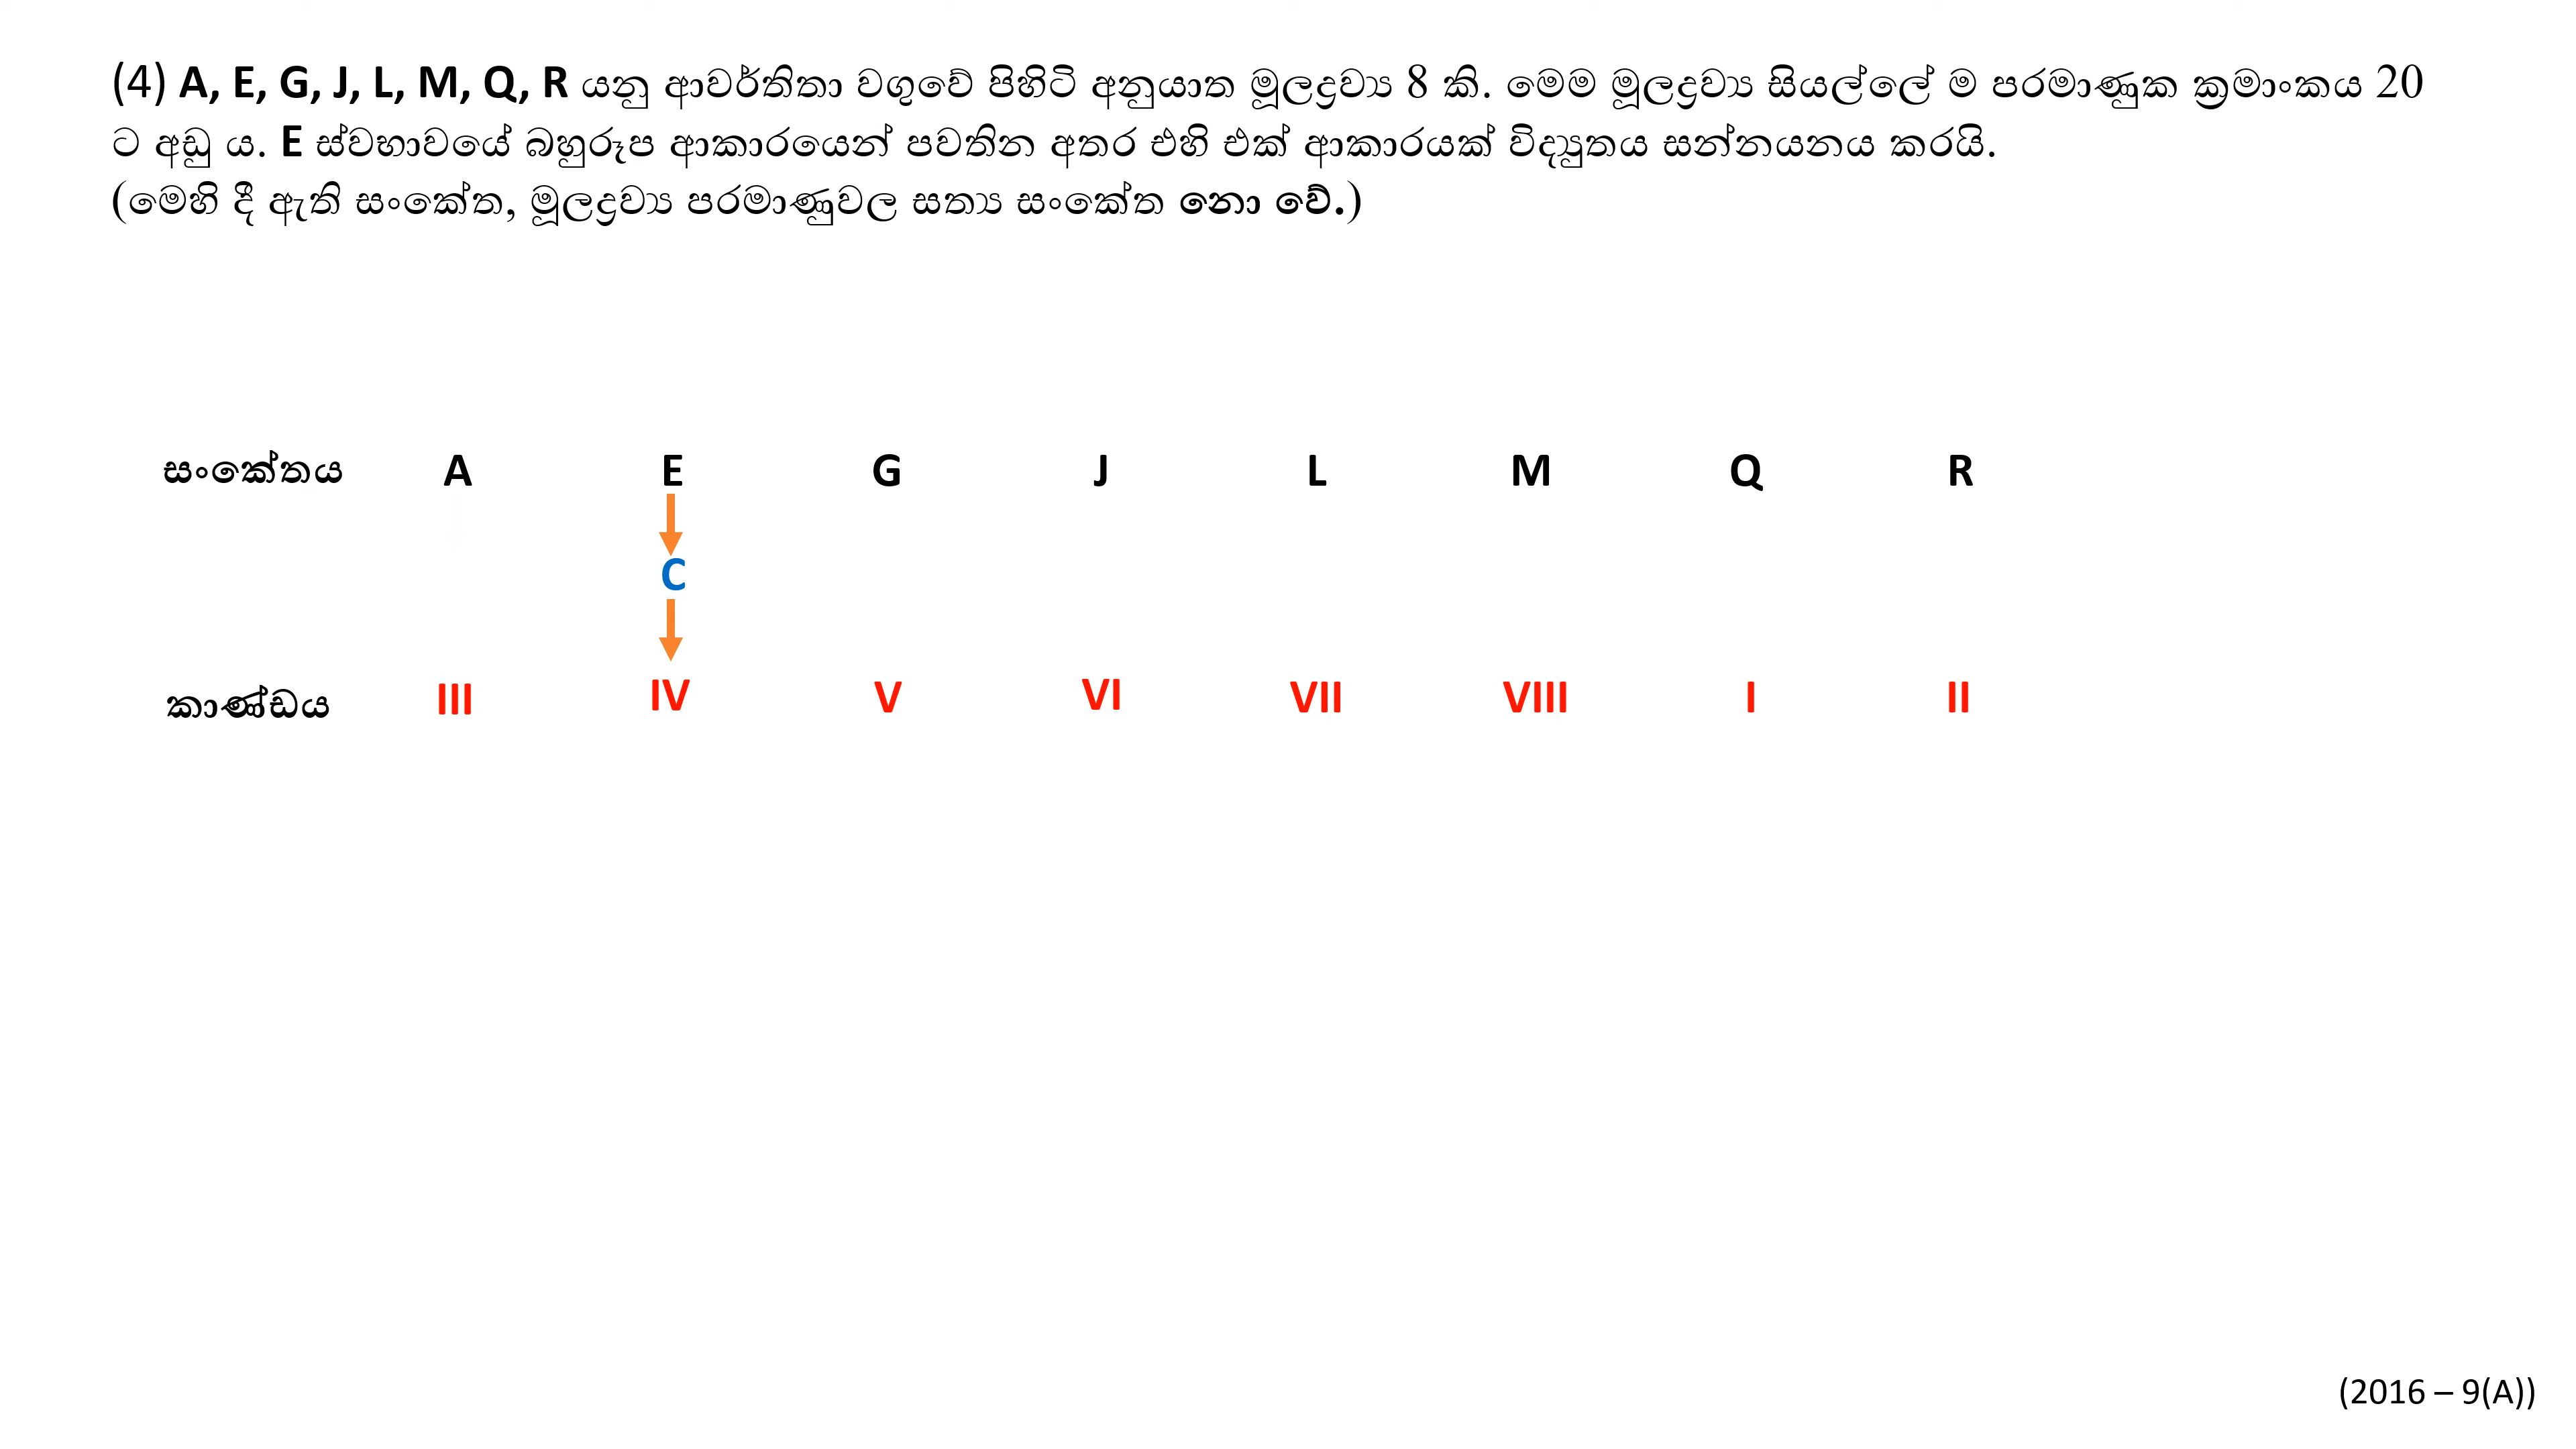 (4) A, E, G, J, L, M, Q, R යනු ආවර්තිතා වගුවේ පිහිටි අනුයාත මූලද්‍රව්‍ය 8 කි. මෙම මූලද්‍රව්‍ය සියල්ලේ ම පරමාණුක ක්‍රමාංකය 20
ට අඩු ය. E ස්වභාවයේ බහුරූප ආකාරයෙන් පවතින අතර එහි එක් ආකාරයක් විද්‍යුතය සන්නයනය කරයි.
(මෙහි දී ඇති සංකේත, මූලද්‍රව්‍ය පරමාණුවල සත්‍ය සංකේත නො වේ.)
සංකේතය A E G J L M Q R
C
කාණ්ඩය III IV V VI VII VIII I II
(2016 – 9(A))